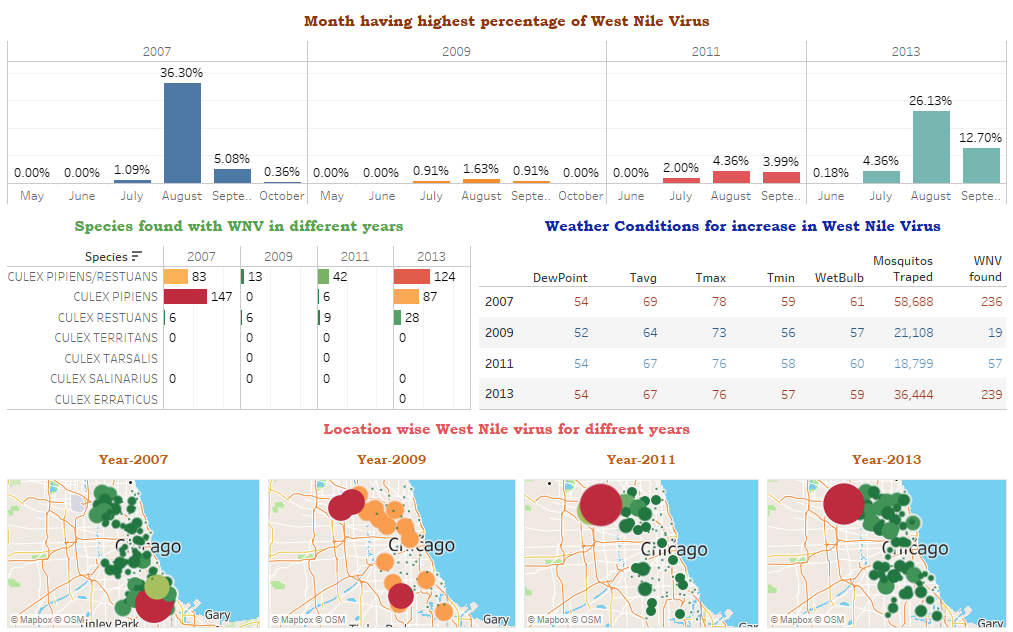 Month having highest percentage of West Nile Virus
2007 2009 2011 2013
0.00% 0.00% 1.09% 36.30% 5.08% 0.36% 0.00% 0.00% 0.91% 1.63% 0.91% 0.00% 0.00% 2.00% 4.36% 3.99% 0.18% 4.36% 26.13% 12.70%
May June July August Septe.. October May June July August Septe.. October June July August Septe.. June July August Septe..
Species found with WNV in different years
Species 2007 2009 2011 2013
CULEX PIPIENS/RESTUANS 83 13 42 124
CULEX PIPIENS 147 0 6 87
CULEX RESTUANS 6 6 9 28
CULEX TERRITANS 0 0 0 0
CULEX TARSALIS 0 0
CULEX SALINARIUS 0 0 0 0
CULEX ERRATICUS 0
Weather Conditions for increase in West Nile Virus
DewPoint Tavg Tmax Tmin WetBulb Mosquitos Traped WNV found
2007 54 69 78 59 61 58,688 236
2009 52 64 73 56 57 21,108 19
2011 54 67 76 58 60 18,799 57
2013 54 67 76 57 59 36,444 239
Location wise West Nile virus for diffrent years
Year-2007 Year-2009 Year-2011 Year-2013
Chicago Chicago Chicago Chicago
Gary Gary Gary Gary
© Mapbox © OSM © Mapbox © OSM © Mapbox © OSM © Mapbox © OSM